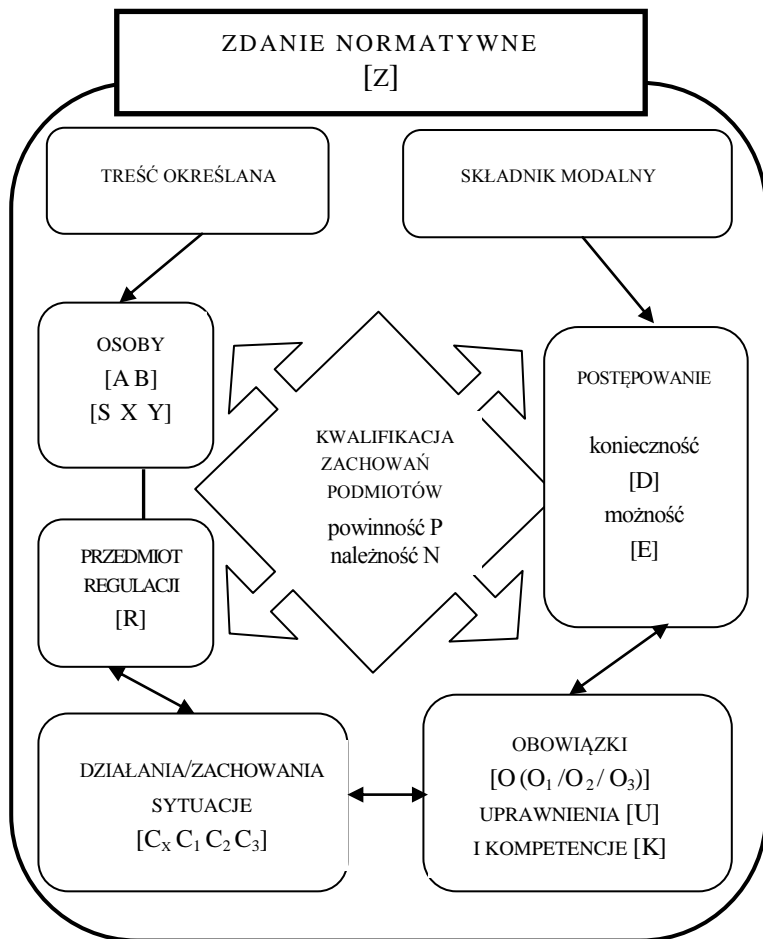 ZDANIE NORMATYWNE
[Z]
TREŚĆ OKREŚLANA
SKŁADNIK MODALNY
OSOBY
[A B]
[S X Y]
POSTĘPOWANIE
konieczność
[D]
możność
[E]
KWALIFIKACJA
ZACHOWAŃ
PODMIOTÓW
powinność P
należność N
PRZEDMIOT
REGULACJI
[R]
DZIAŁANIA/ZACHOWANIA
SYTUACJE
[Cₓ C₁ C₂ C₃]
OBOWIĄZKI
[O (O₁ /O₂ / O₃)]
UPRAWNIENIA [U]
I KOMPETENCJE [K]